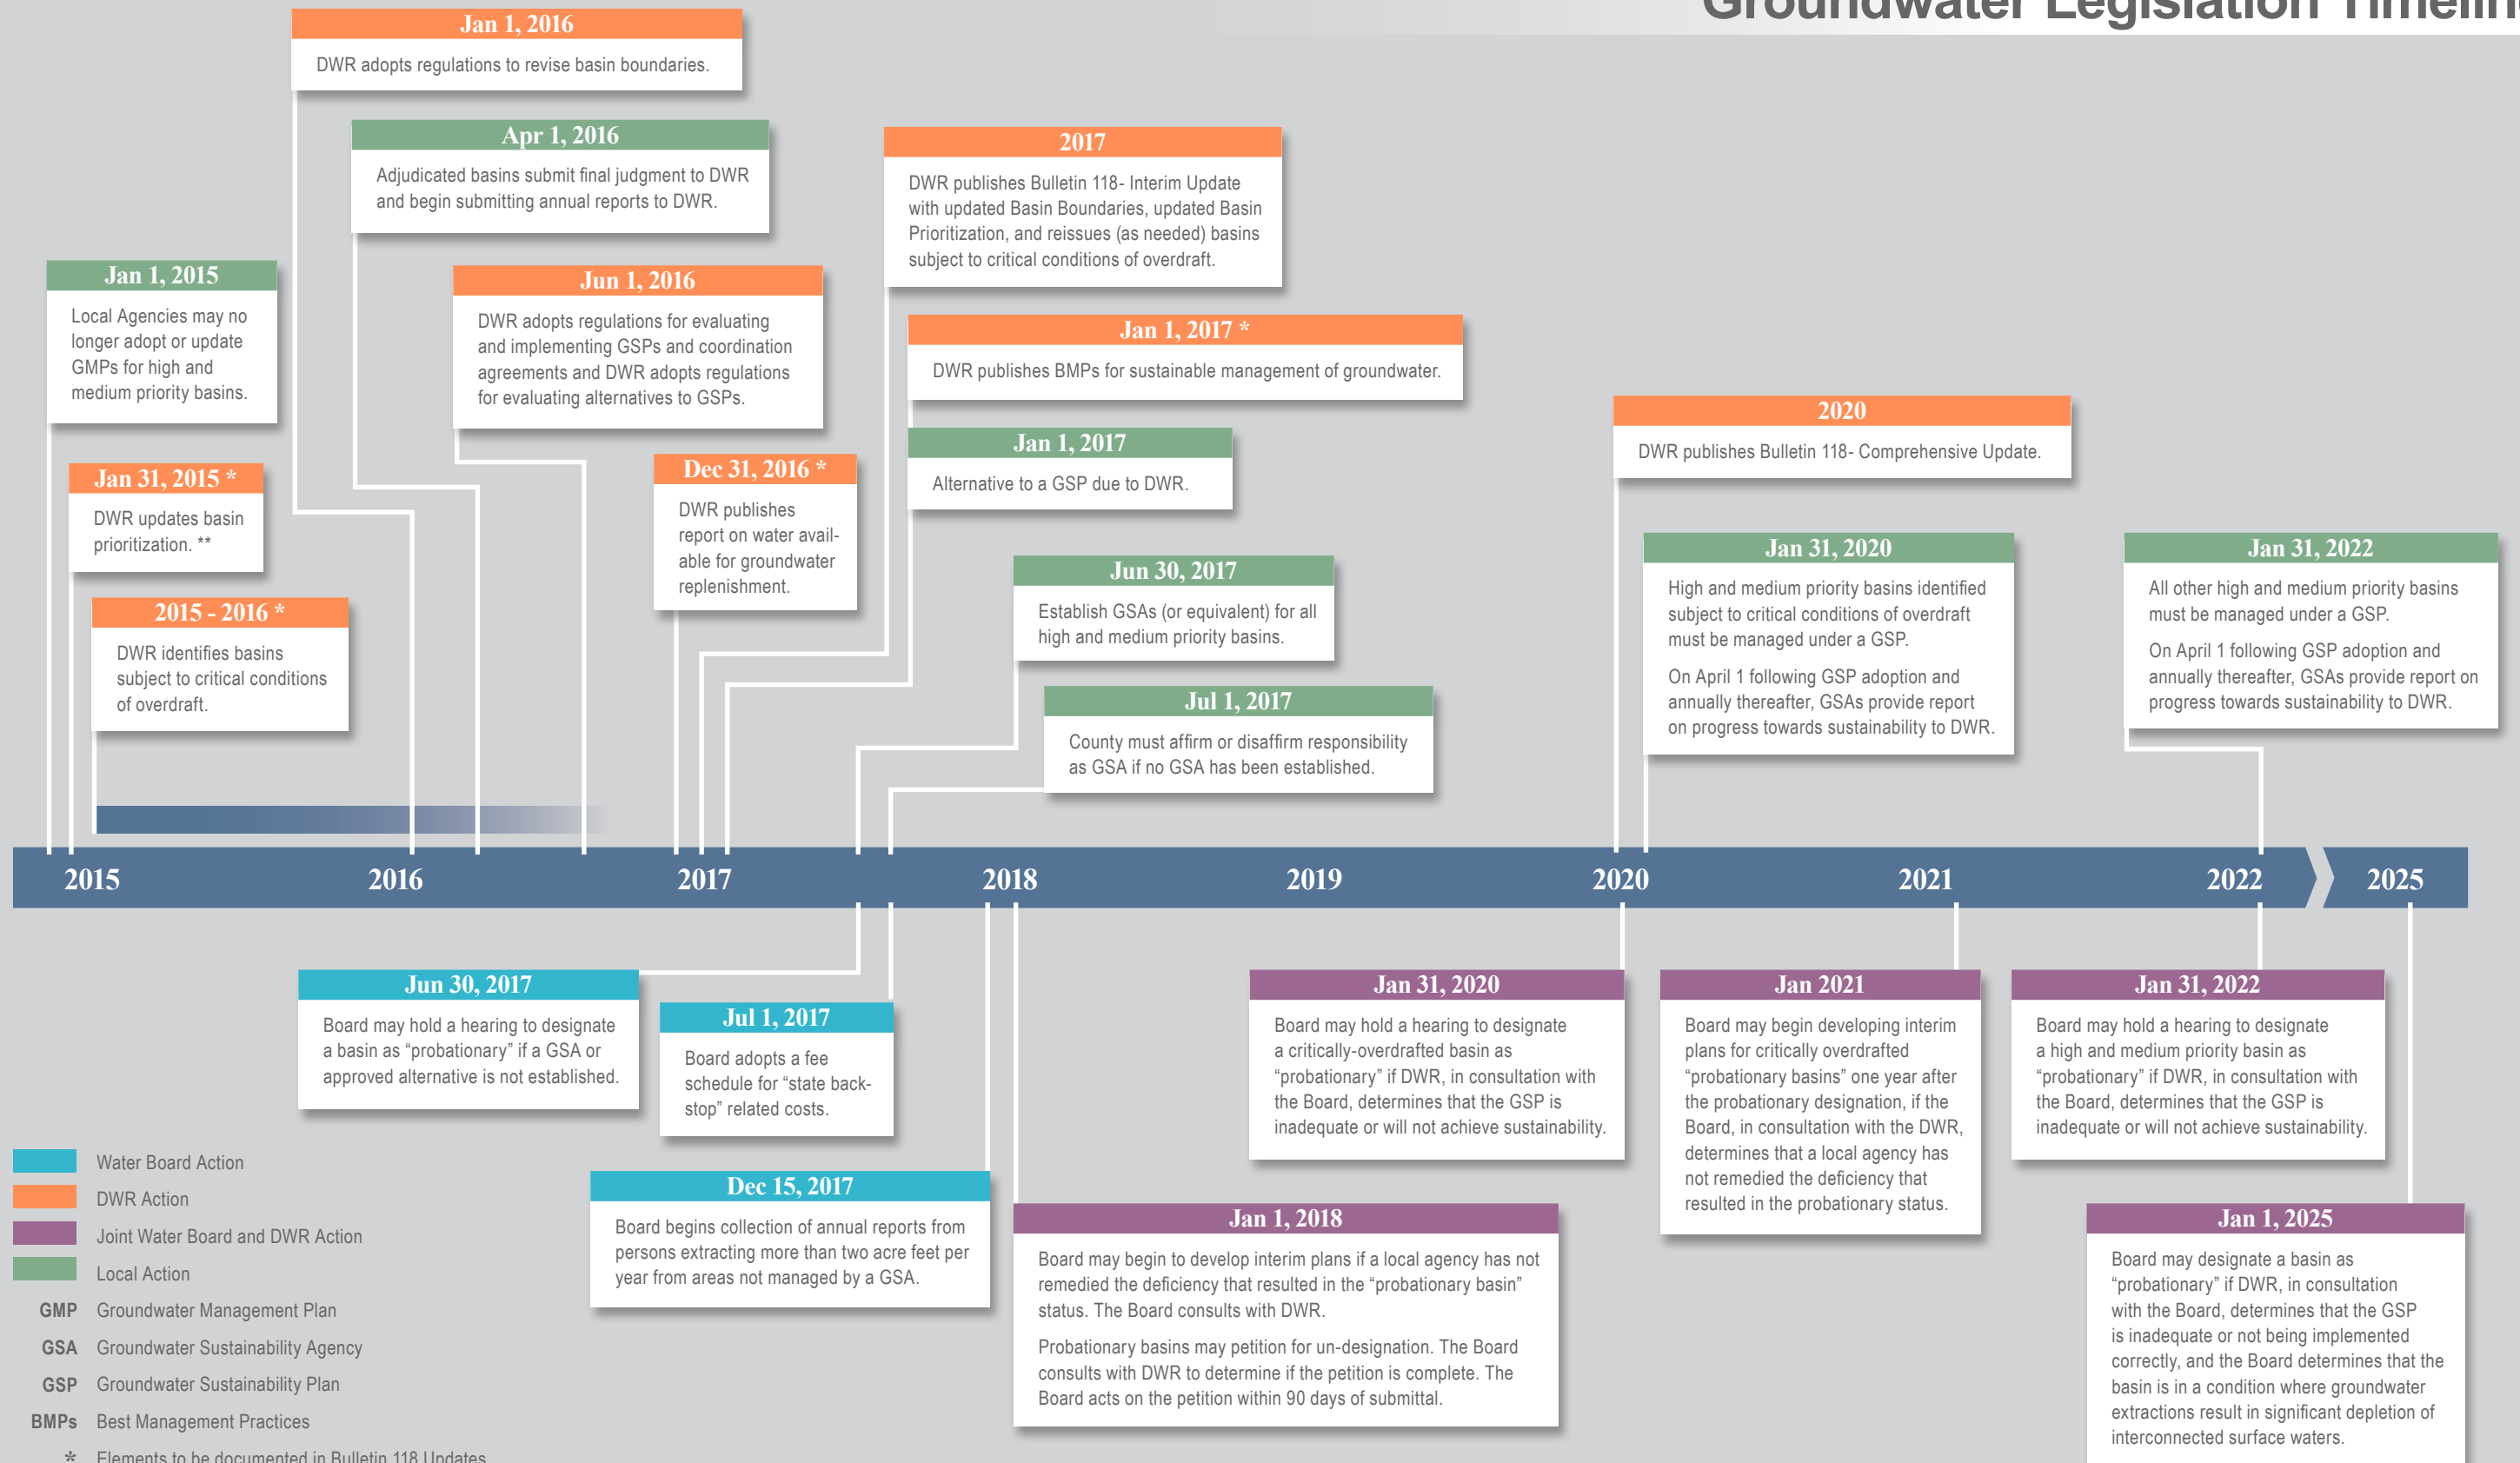 Groundwater Legislation Timeline
Jan 1, 2016
DWR adopts regulations to revise basin boundaries.
Apr 1, 2016
Adjudicated basins submit final judgment to DWR
and begin submitting annual reports to DWR.
2017
DWR publishes Bulletin 118- Interim Update
with updated Basin Boundaries, updated Basin
Prioritization, and reissues (as needed) basins
subject to critical conditions of overdraft.
Jan 1, 2015
Local Agencies may no
longer adopt or update
GMPs for high and
medium priority basins.
Jun 1, 2016
DWR adopts regulations for evaluating
and implementing GSPs and coordination
agreements and DWR adopts regulations
for evaluating alternatives to GSPs.
Jan 1, 2017 *
DWR publishes BMPs for sustainable management of groundwater.
2020
DWR publishes Bulletin 118- Comprehensive Update.
Jan 1, 2017
Alternative to a GSP due to DWR.
Jan 31, 2015 *
DWR updates basin
prioritization. **
Dec 31, 2016 *
DWR publishes
report on water avail-
able for groundwater
replenishment.
Jun 30, 2017
Establish GSAs (or equivalent) for all
high and medium priority basins.
Jan 31, 2020
High and medium priority basins identified
subject to critical conditions of overdraft
must be managed under a GSP.
On April 1 following GSP adoption and
annually thereafter, GSAs provide report
on progress towards sustainability to DWR.
Jan 31, 2022
All other high and medium priority basins
must be managed under a GSP.
On April 1 following GSP adoption and
annually thereafter, GSAs provide report on
progress towards sustainability to DWR.
2015 - 2016 *
DWR identifies basins
subject to critical conditions
of overdraft.
Jul 1, 2017
County must affirm or disaffirm responsibility
as GSA if no GSA has been established.
2015 2016 2017 2018 2019 2020 2021 2022 2025
Jun 30, 2017
Board may hold a hearing to designate
a basin as “probationary” if a GSA or
approved alternative is not established.
Jul 1, 2017
Board adopts a fee
schedule for “state back-
stop” related costs.
Jan 31, 2020
Board may hold a hearing to designate
a critically-overdrafted basin as
“probationary” if DWR, in consultation with
the Board, determines that the GSP is
inadequate or will not achieve sustainability.
Jan 2021
Board may begin developing interim
plans for critically overdrafted
“probationary basins” one year after
the probationary designation, if the
Board, in consultation with the DWR,
determines that a local agency has
not remedied the deficiency that
resulted in the probationary status.
Jan 31, 2022
Board may hold a hearing to designate
a high and medium priority basin as
“probationary” if DWR, in consultation with
the Board, determines that the GSP is
inadequate or will not achieve sustainability.
Dec 15, 2017
Board begins collection of annual reports from
persons extracting more than two acre feet per
year from areas not managed by a GSA.
Jan 1, 2018
Board may begin to develop interim plans if a local agency has not
remedied the deficiency that resulted in the “probationary basin”
status. The Board consults with DWR.
Probationary basins may petition for un-designation. The Board
consults with DWR to determine if the petition is complete. The
Board acts on the petition within 90 days of submittal.
Jan 1, 2025
Board may designate a basin as
“probationary” if DWR, in consultation
with the Board, determines that the GSP
is inadequate or not being implemented
correctly, and the Board determines that the
basin is in a condition where groundwater
extractions result in significant depletion of
interconnected surface waters.
Water Board Action
DWR Action
Joint Water Board and DWR Action
Local Action
GMP Groundwater Management Plan
GSA Groundwater Sustainability Agency
GSP Groundwater Sustainability Plan
BMPs Best Management Practices
* Elements to be documented in Bulletin 118 Updates